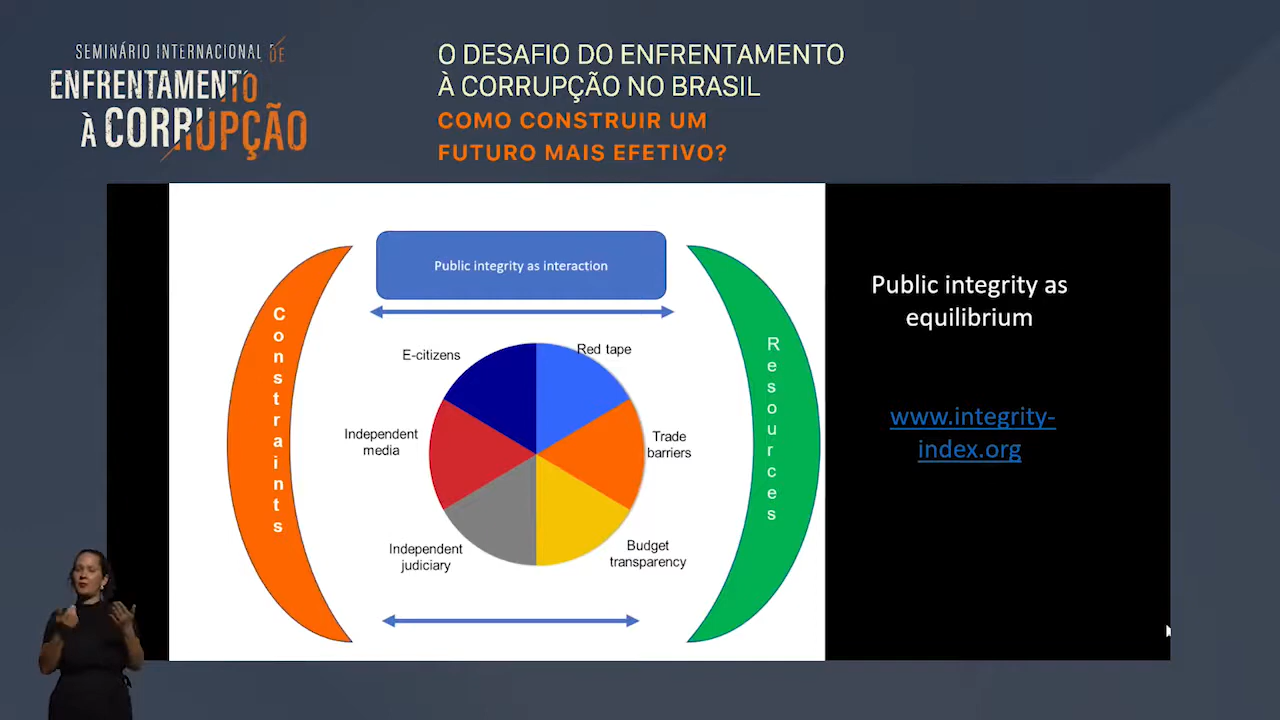 SEMINÁRIO INTERNACIONAL DE
ENFRENTAMENTO
À CORRUPÇÃO
O DESAFIO DO ENFRENTAMENTO
À CORRUPÇÃO NO BRASIL
COMO CONSTRUIR UM
FUTURO MAIS EFETIVO?
Public integrity as interaction
Constraints
E-citizens
Red tape
Independent
media
Trade
barriers
Independent
judiciary
Budget
transparency
Resources
Public integrity as
equilibrium
www.integrity-
index.org